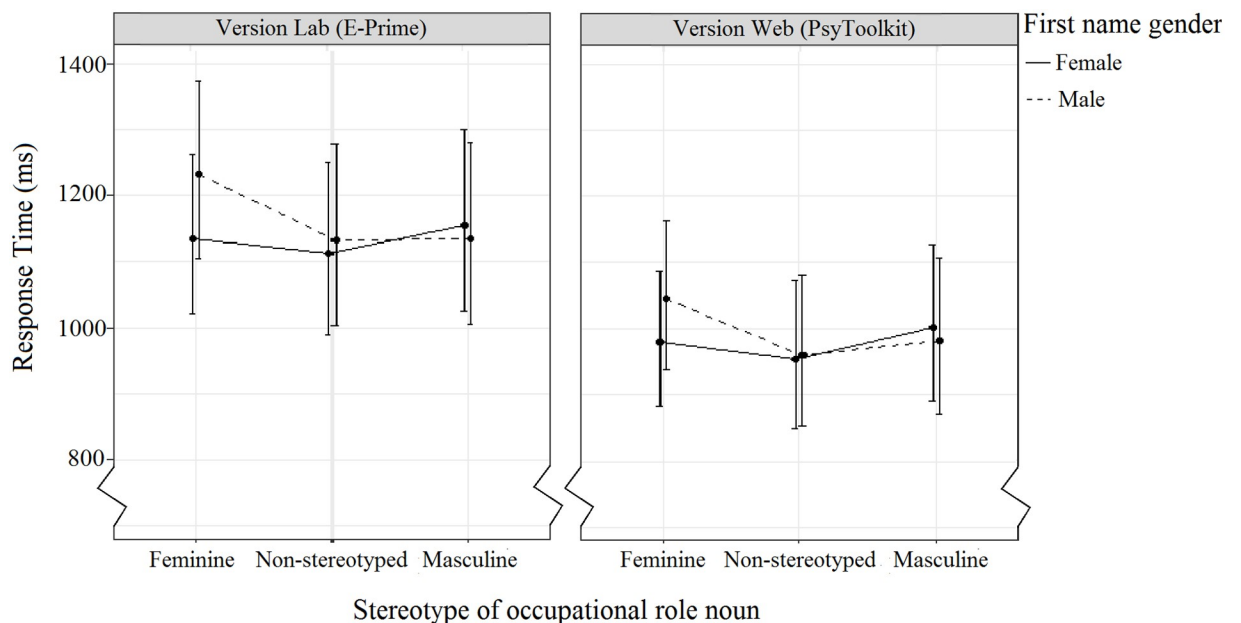 Version Lab (E-Prime)
Version Web (PsyToolkit)
First name gender
Female
Male
1400
1200
1000
800
Response Time (ms)
Feminine Non-stereotyped Masculine
Feminine Non-stereotyped Masculine
Stereotype of occupational role noun